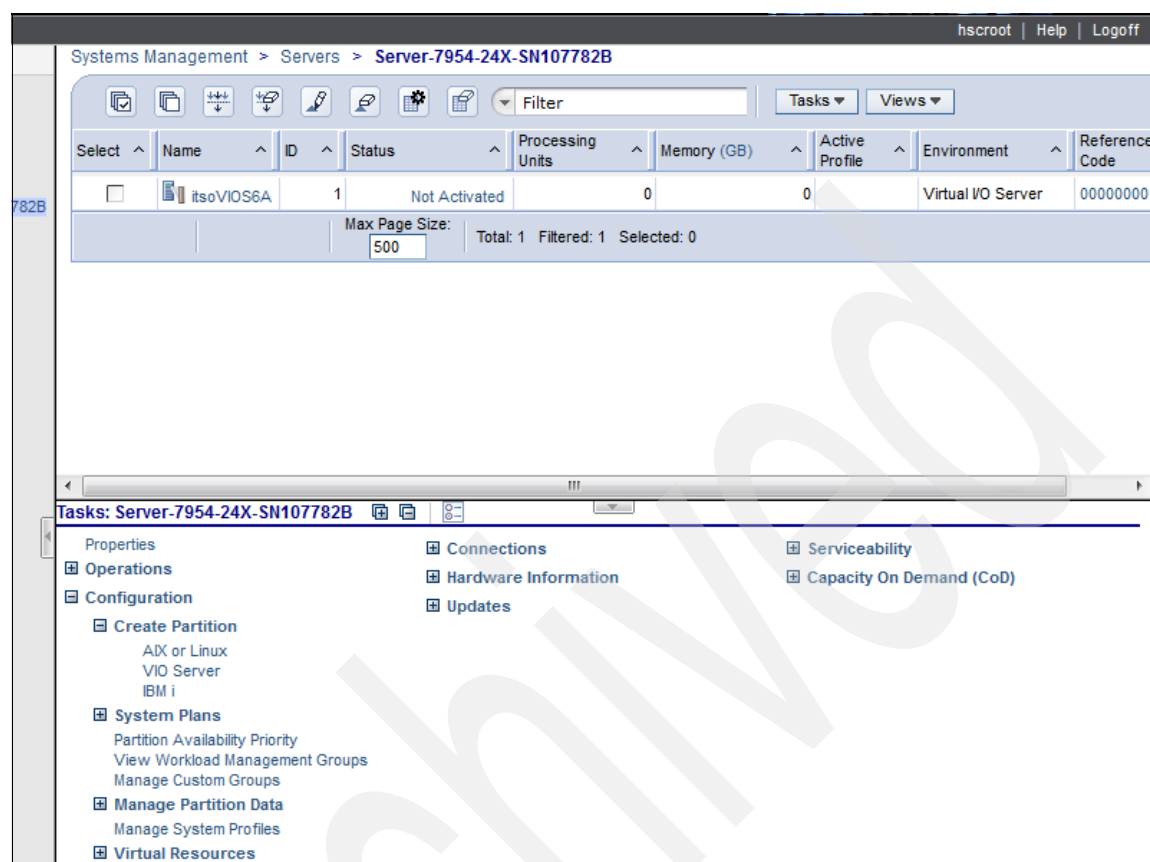 hscroot | Help | Logoff
Systems Management > Servers > Server-7954-24X-SN107782B
Filter
Tasks Views
Select Name ID Status Processing Units Memory (GB) Active Profile Environment Reference Code
782B
itsoVIOS6A 1 Not Activated 0 0 Virtual I/O Server 00000000
Max Page Size:
500
Total: 1 Filtered: 1 Selected: 0
Tasks: Server-7954-24X-SN107782B
Properties
Operations
Configuration
Create Partition
AIX or Linux
VIO Server
IBM i
System Plans
Partition Availability Priority
View Workload Management Groups
Manage Custom Groups
Manage Partition Data
Manage System Profiles
Virtual Resources
Connections
Hardware Information
Updates
Serviceability
Capacity On Demand (CoD)